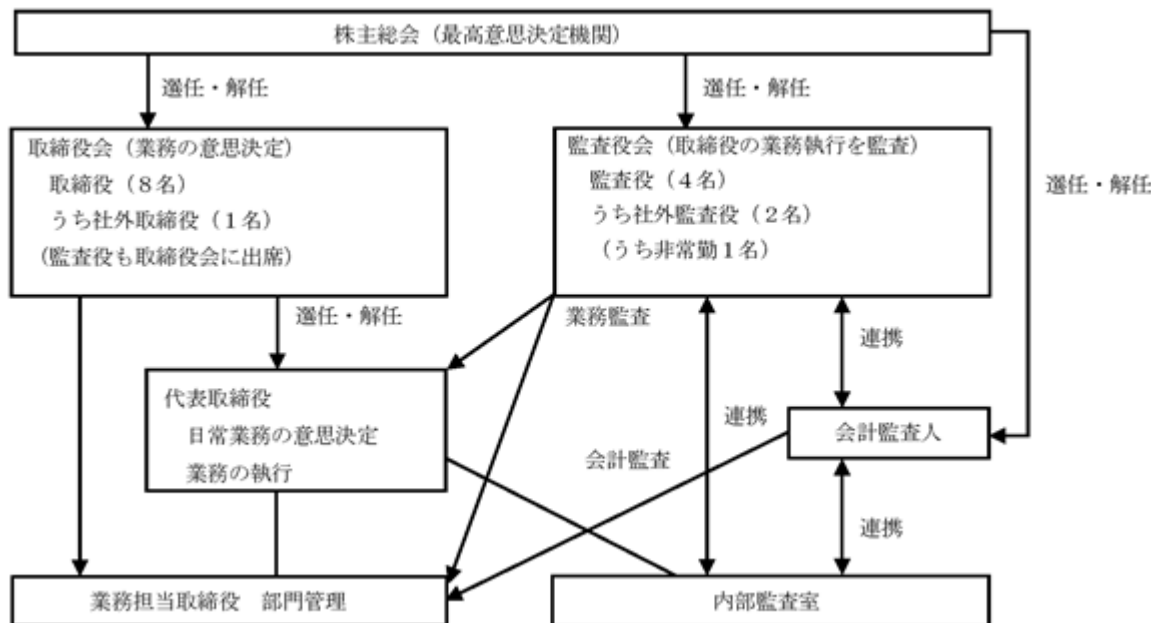 株主総会（最高意思決定機関）
選任・解任
選任・解任
取締役会（業務の意思決定）
取締役（８名）
うち社外取締役（１名）
（監査役も取締役会に出席）
監査役会（取締役の業務執行を監査）
監査役（４名）
うち社外監査役（２名）
（うち非常勤１名）
選任・解任
選任・解任
業務監査
連携
代表取締役
日常業務の意思決定
業務の執行
連携
会計監査人
会計監査
連携
業務担当取締役　部門管理
内部監査室